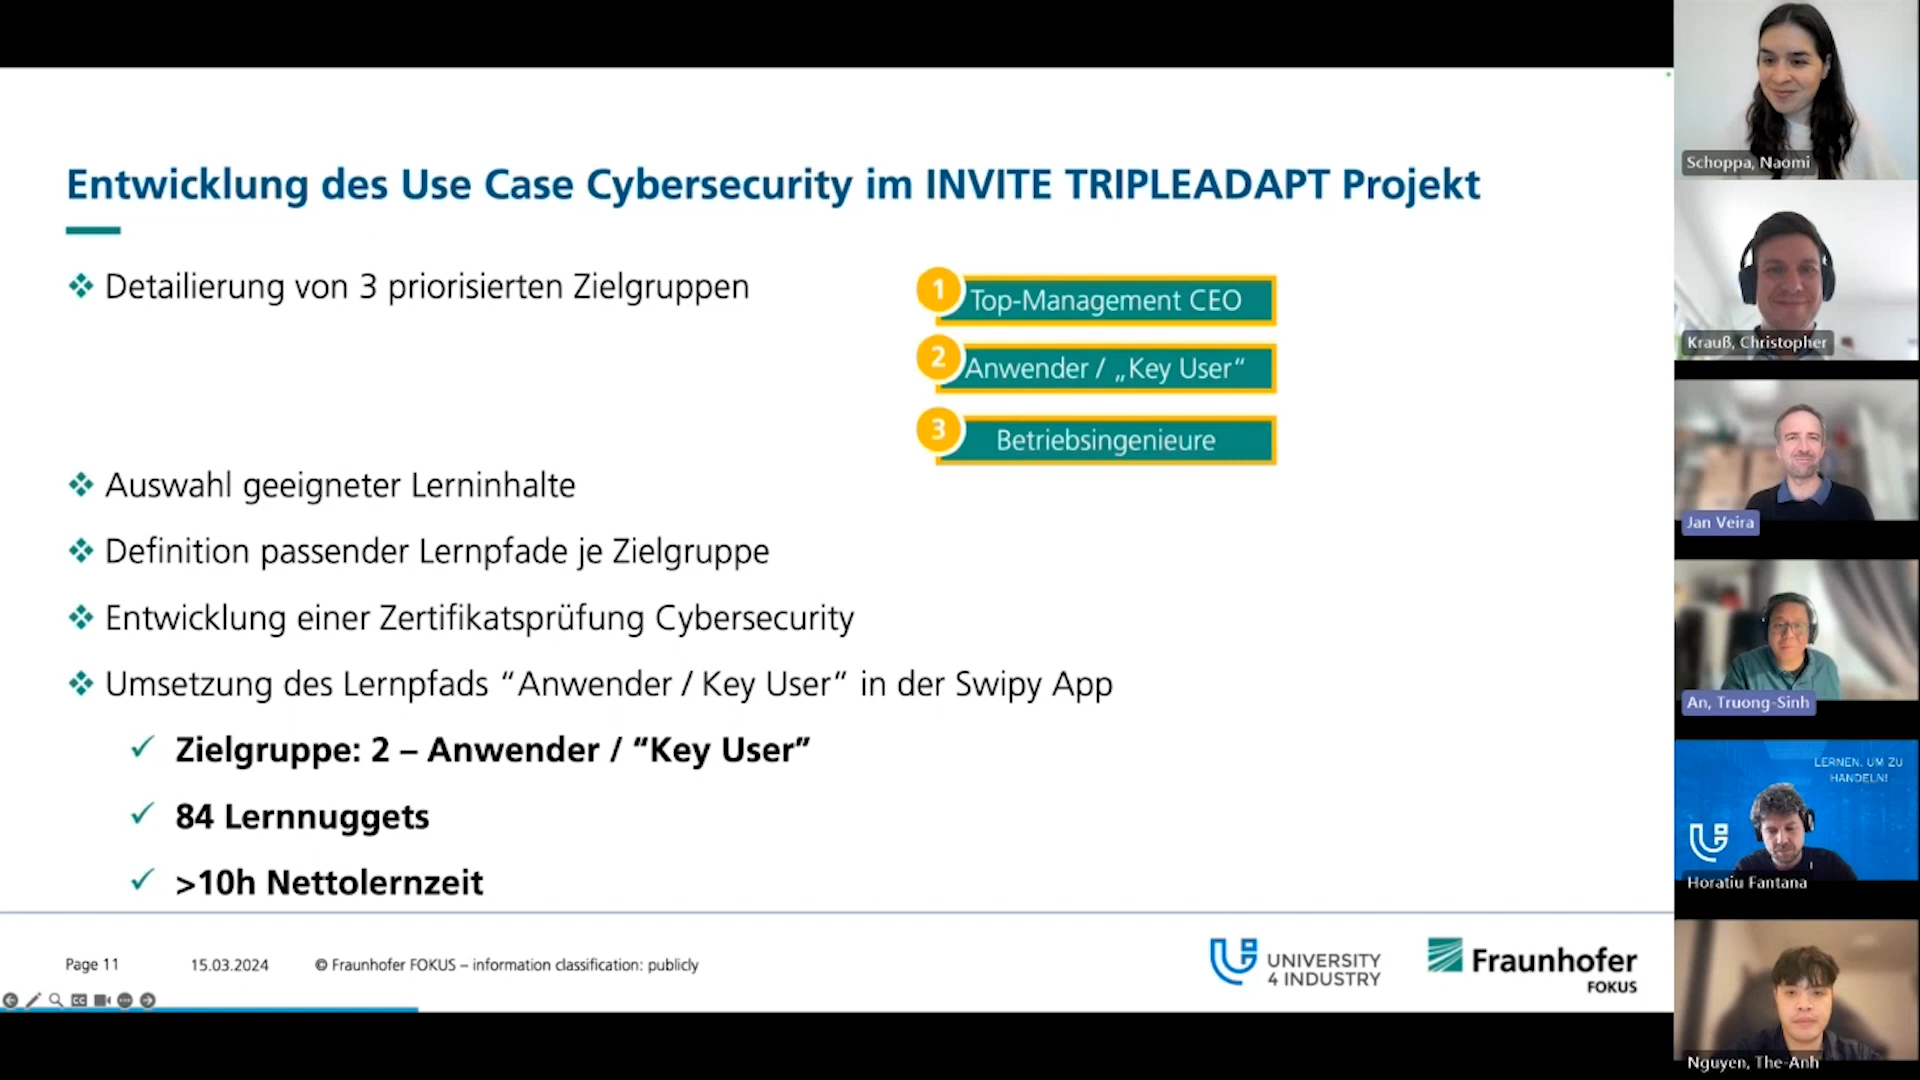 Entwicklung des Use Case Cybersecurity im INVITE TRIPLEADAPT Projekt
Detailierung von 3 priorisierten Zielgruppen
1 Top-Management CEO
2 Anwender / „Key User“
3 Betriebsingenieure
Auswahl geeigneter Lerninhalte
Definition passender Lernpfade je Zielgruppe
Entwicklung einer Zertifikatsprüfung Cybersecurity
Umsetzung des Lernpfads “Anwender / Key User“ in der Swipy App
Zielgruppe: 2 – Anwender / “Key User”
84 Lernnuggets
>10h Nettolernzeit
Page 11
15.03.2024
© Fraunhofer FOKUS – information classification: publicly
UNIVERSITY
4 INDUSTRY
Fraunhofer
FOKUS
CC
Schoppa, Naomi
Krauß, Christopher
Jan Veira
An, Truong-Sinh
LERNEN, UM ZU
HANDELN!
Horatiu Fantana
Nguyen, The-Anh